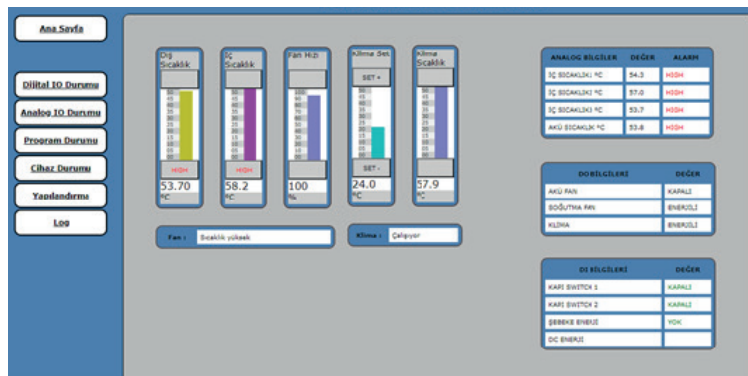 Ana Sayfa
Dijital IO Durumu
Analog IO Durumu
Program Durumu
Cihaz Durumu
Yapılandırma
Log
Dış Sıcaklık
İç Sıcaklık
Fan Hızı
Klima Set
Klima Sıcaklık
SET +
HIGH
HIGH
SET -
53.70
58.2
100
24.0
57.9
°C
°C
%
°C
°C
Fan :
Sıcaklık yüksek
Klima :
Çalışıyor
ANALOG BİLGİLER DEĞER ALARM
İÇ SICAKLIK1 °C 54.3 HIGH
İÇ SICAKLIK2 °C 57.0 HIGH
İÇ SICAKLIK3 °C 53.7 HIGH
AKÜ SICAKLIK °C 53.8 HIGH
DO BİLGİLERİ DEĞER
AKÜ FAN KAPALI
SOĞUTMA FAN ENERJİLİ
KLİMA ENERJİLİ
DI BİLGİLERİ DEĞER
KAPI SWITCH 1 KAPALI
KAPI SWITCH 2 KAPALI
ŞEBEKE ENERJİ YOK
DC ENERJİ